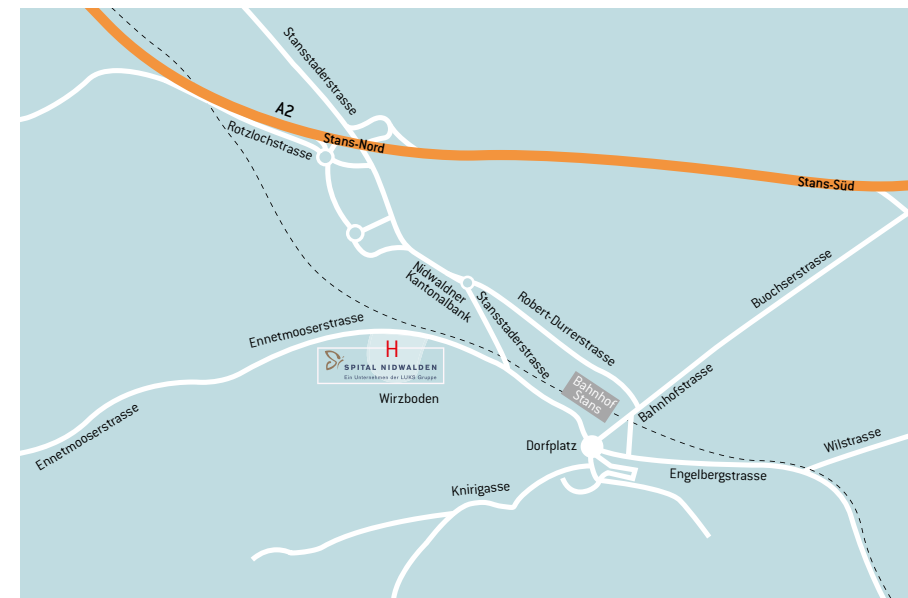 Stansstaderstrasse
A2
Rotzlochstrasse
Stans-Nord
Stans-Süd
Buochserstrasse
Nidwaldner
Kantonalbank
Stansstaderstrasse
Robert-Durrerstrasse
Ennetmooserstrasse
H
SPITAL NIDWALDEN
Ein Unternehmen der LUKS Gruppe
Wirzboden
Bahnhof
Stans
Bahnhofstrasse
Ennetmooserstrasse
Dorfplatz
Wilstrasse
Engelbergstrasse
Knirigasse